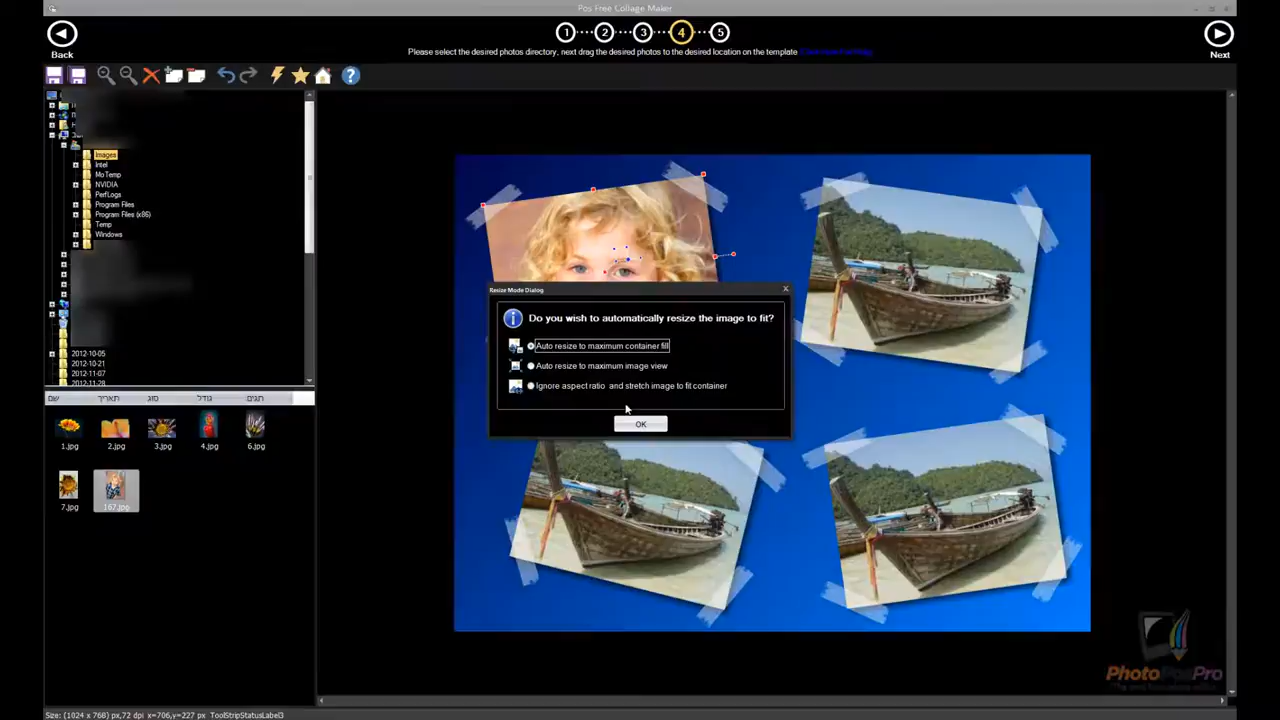 Pos Free Collage Maker
Back
1 2 3 4 5
Next
Please select the desired photos directory, next drag the desired photos to the desired location on the template
Images
Intel
MoTemp
NVIDIA
PerfLogs
Program Files
Program Files (x86)
Temp
Windows
2012-10-05
2012-10-21
2012-11-07
2012-11-28
שם תאריך סוג גודל תגים
1.jpg 2.jpg 3.jpg 4.jpg 6.jpg
7.jpg 167.jpg
Resize Mode Dialog
Do you wish to automatically resize the image to fit?
Auto resize to maximum container fill
Auto resize to maximum image view
Ignore aspect ratio and stretch image to fit container
OK
PhotoPosPro
Size: (1024 x 768) px,72 dpi x=706,y=227 px ToolStripStatusLabel3